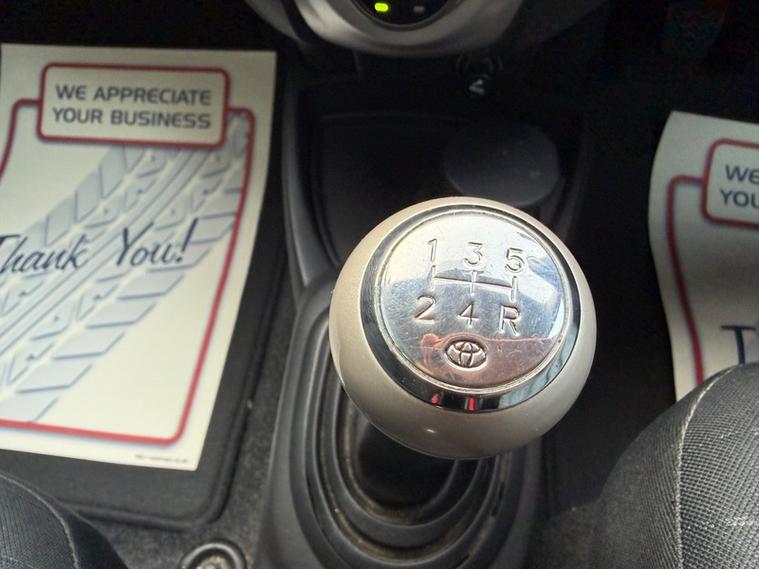 WE APPRECIATE
YOUR BUSINESS
Thank You!
1 3 5
2 4 R
WE
YOU
T